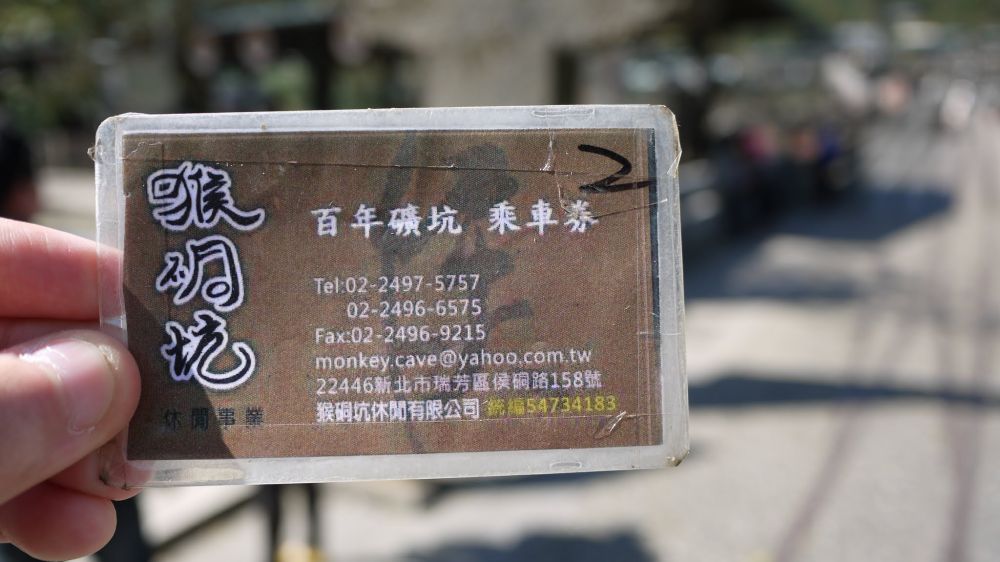 猴硐坑
休閒事業
2
百年礦坑 乘車券
Tel:02-2497-5757
02-2496-6575
Fax:02-2496-9215
monkey.cave@yahoo.com.tw
22446新北市瑞芳區侯硐路158號
猴硐坑休閒有限公司 統編54734183